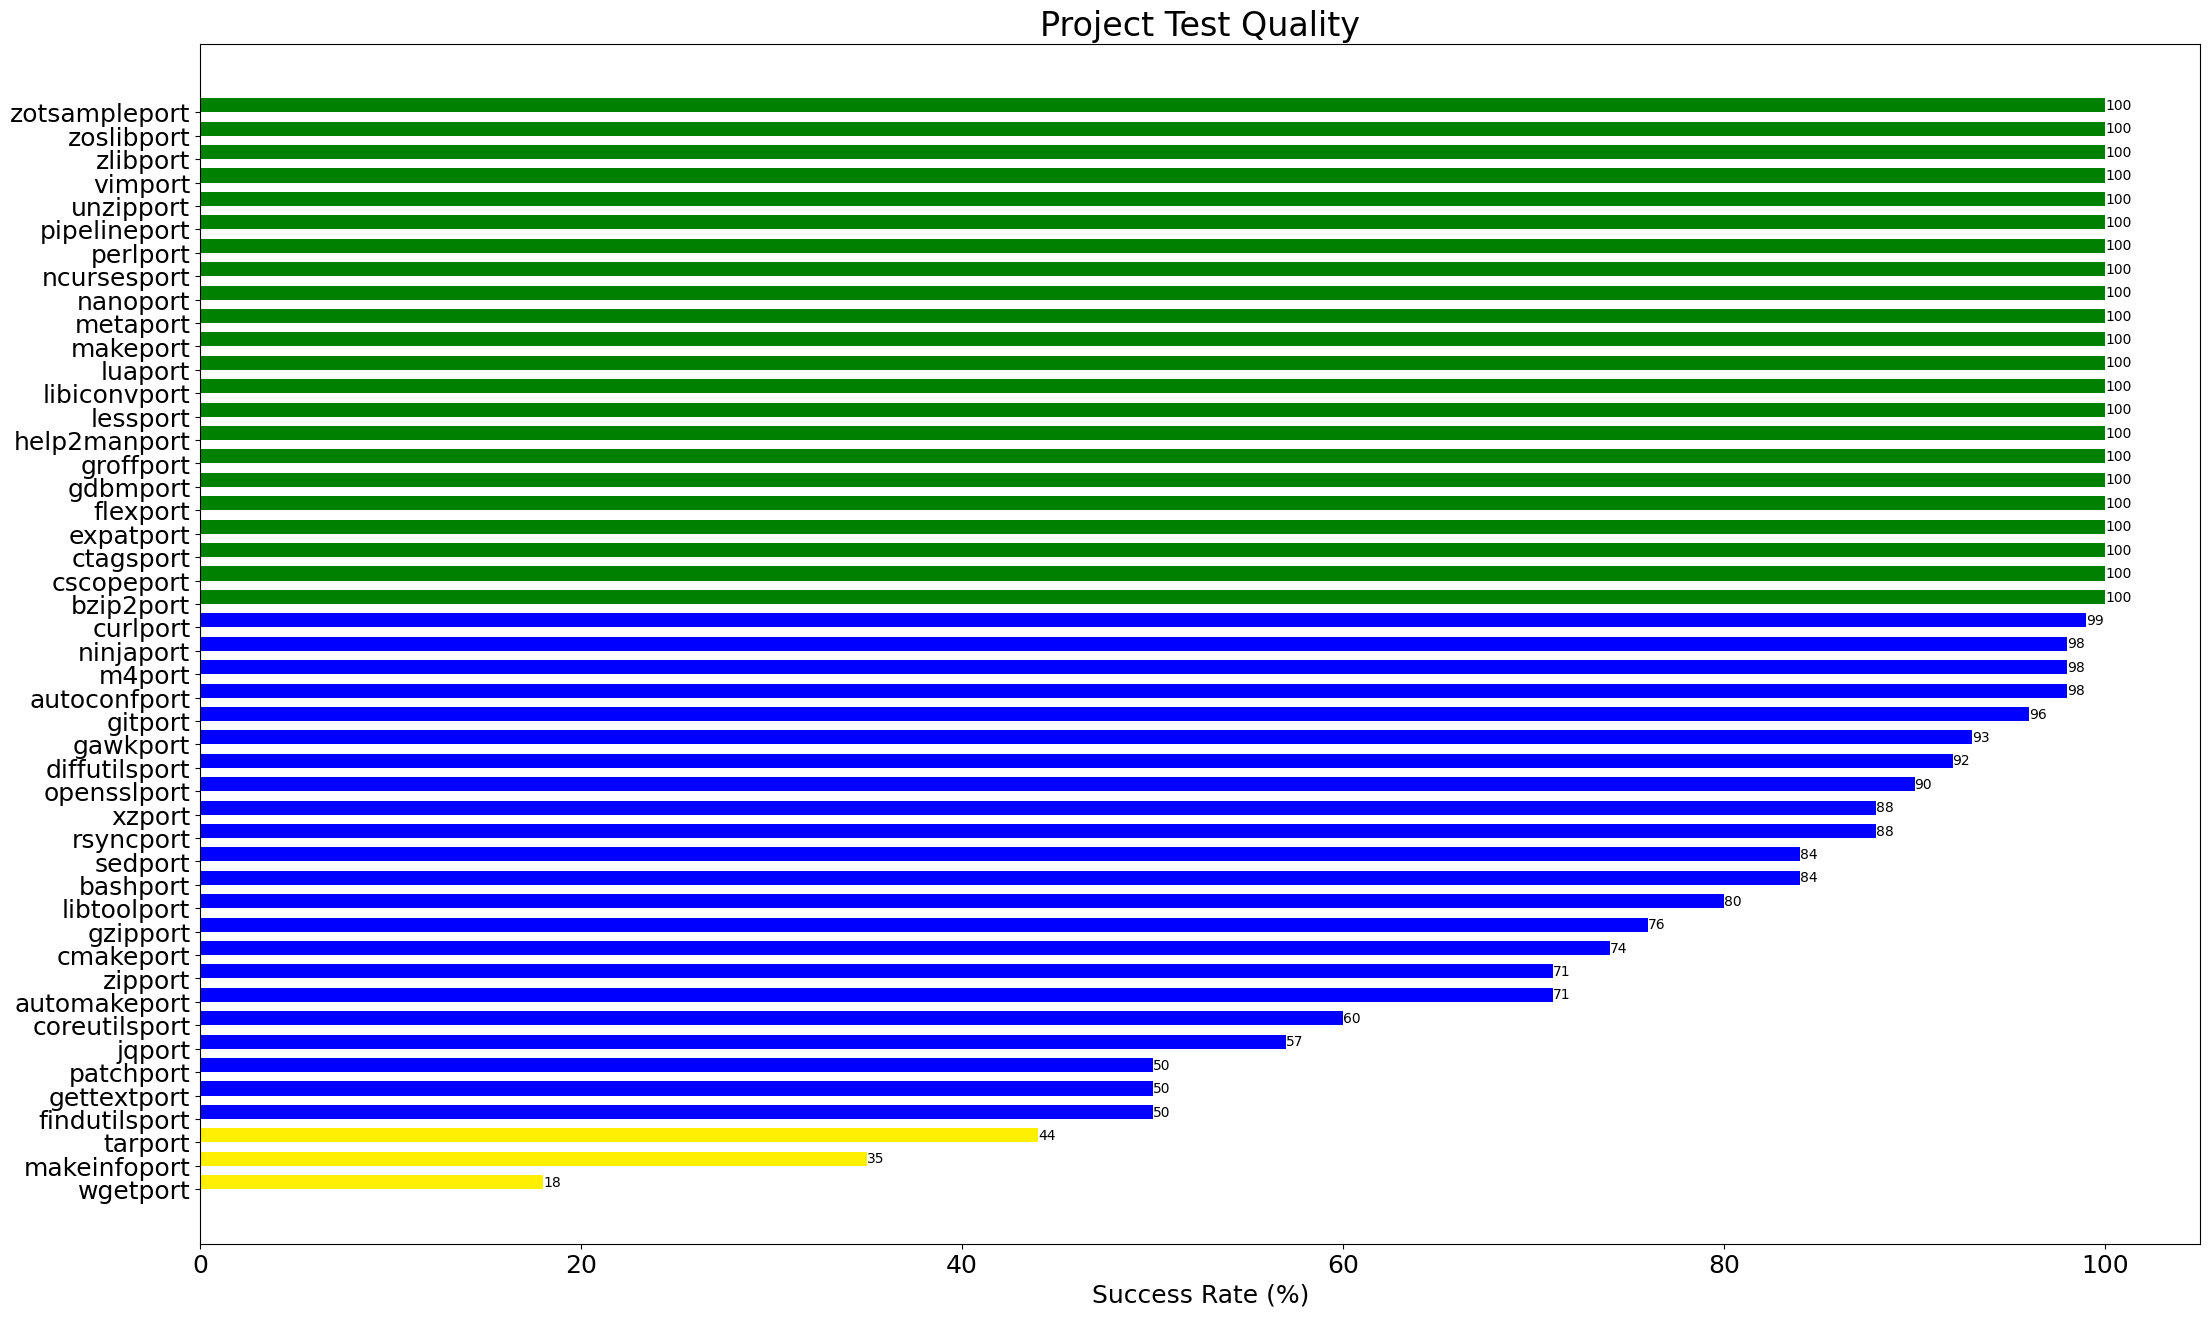 Project Test Quality
zotsampleport 100
zoslibport 100
zlibport 100
vimport 100
unzipport 100
pipelineport 100
perlport 100
ncursesport 100
nanoport 100
metaport 100
makeport 100
luaport 100
libiconvport 100
lessport 100
help2manport 100
groffport 100
gdbmport 100
flexport 100
expatport 100
ctagsport 100
cscopeport 100
bzip2port 100
curlport 99
ninjaport 98
m4port 98
autoconfport 98
gitport 96
gawkport 93
diffutilsport 92
opensslport 90
xzport 88
rsyncport 88
sedport 84
bashport 84
libtoolport 80
gzipport 76
cmakeport 74
zipport 71
automakeport 71
coreutilsport 60
jqport 57
patchport 50
gettextport 50
findutilsport 50
tarport 44
makeinfoport 35
wgetport 18
0 20 40 60 80 100
Success Rate (%)